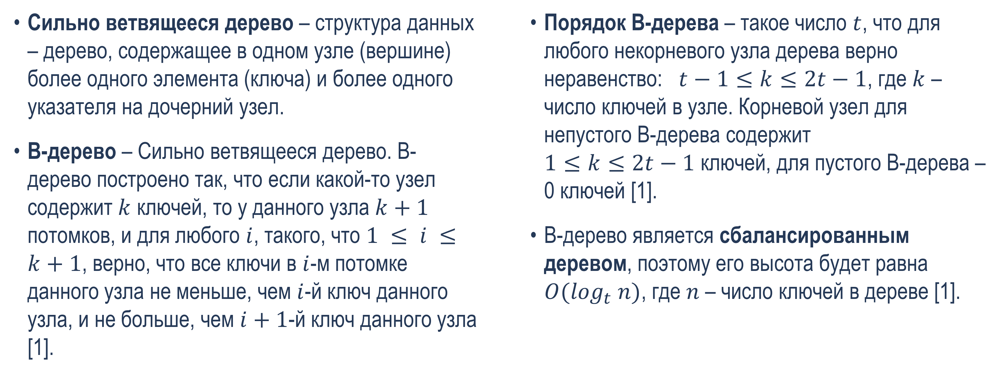 • Сильно ветвящееся дерево – структура данных
– дерево, содержащее в одном узле (вершине)
более одного элемента (ключа) и более одного
указателя на дочерний узел.
• В-дерево – Сильно ветвящееся дерево. В-
дерево построено так, что если какой-то узел
содержит k ключей, то у данного узла k + 1
потомков, и для любого i, такого, что 1 ≤ i ≤
k + 1, верно, что все ключи в i-м потомке
данного узла не меньше, чем i-й ключ данного
узла, и не больше, чем i + 1-й ключ данного узла
[1].
• Порядок В-дерева – такое число t, что для
любого некорневого узла дерева верно
неравенство: t − 1 ≤ k ≤ 2t − 1, где k –
число ключей в узле. Корневой узел для
непустого В-дерева содержит
1 ≤ k ≤ 2t − 1 ключей, для пустого В-дерева –
0 ключей [1].
• В-дерево является сбалансированным
деревом, поэтому его высота будет равна
O(log_t n), где n – число ключей в дереве [1].